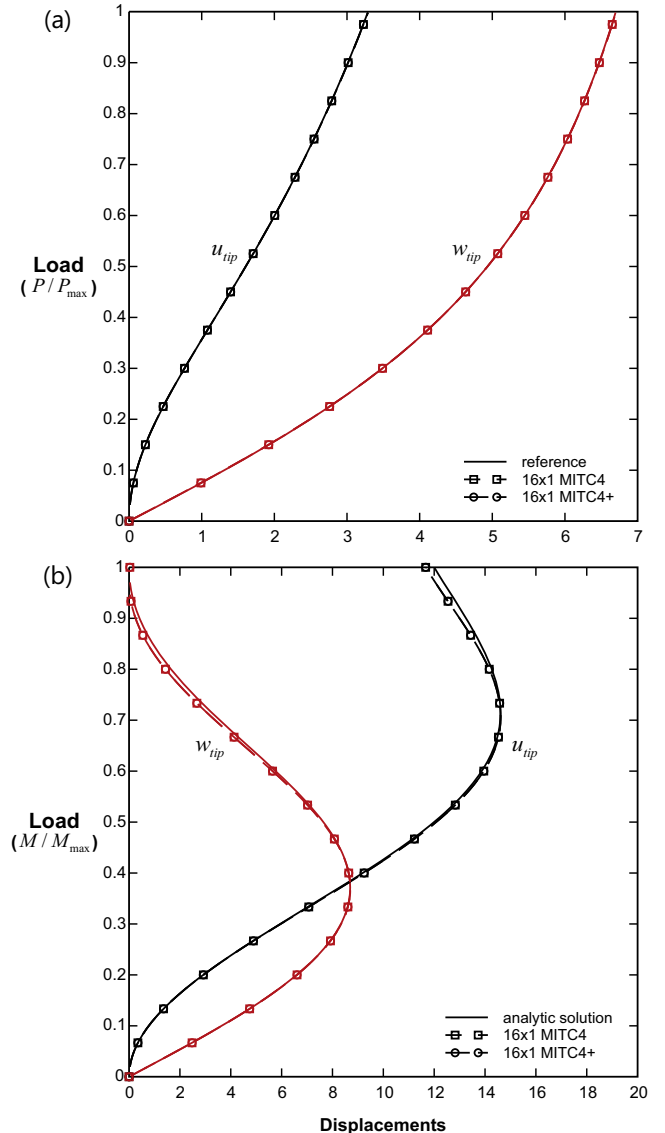 (a)
1
0.9
0.8
0.7
0.6
0.5
0.4
0.3
0.2
0.1
0
Load
( P / Pmax )
utip
wtip
reference
16x1 MITC4
16x1 MITC4+
0 1 2 3 4 5 6 7
(b)
1
0.9
0.8
0.7
0.6
0.5
0.4
0.3
0.2
0.1
0
Load
( M / Mmax )
wtip
utip
analytic solution
16x1 MITC4
16x1 MITC4+
0 2 4 6 8 10 12 14 16 18 20
Displacements